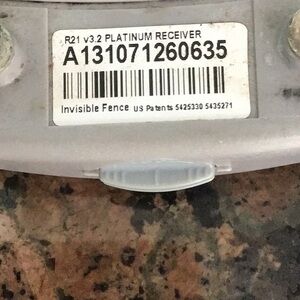 R21 v3.2 PLATINUM RECEIVER
A131071260635
Invisible Fence US Patents 5425330 5435271